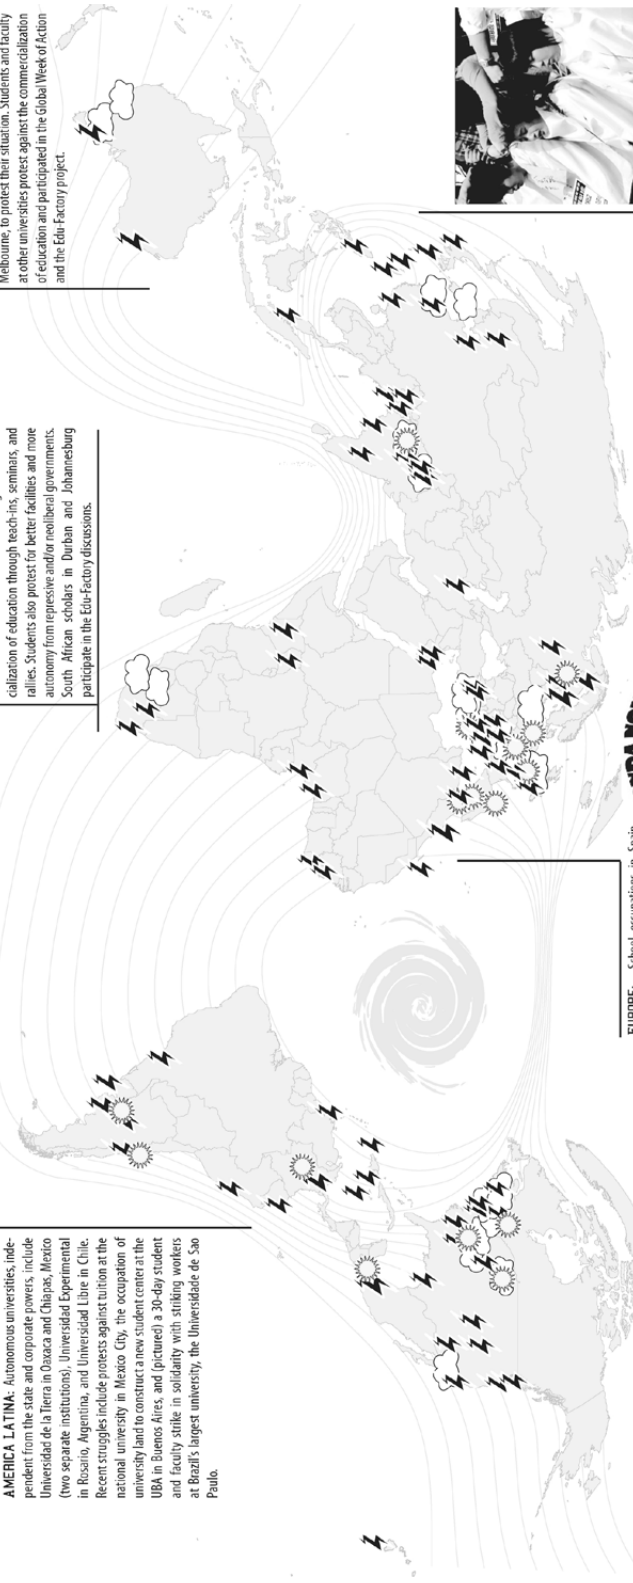 AMERICA LATINA: Autonomous universities, inde-
pendent from the state and corporate powers, include
Universidad de la Tierra in Oaxaca and Chiapas, Mexico
(two separate institutions), Universidad Experimental
in Rosario, Argentina, and Universidad Libre in Chile.
Recent struggles include protests against tuition at the
national university in Mexico City, the occupation of
university land to construct a new student center at the
UBA in Buenos Aires, and (pictured) a 30-day student
and faculty strike in solidarity with striking workers
at Brazil's largest university, the Universidade de Sao
Paulo.
cialization of education through teach-ins, seminars, and
rallies. Students also protest for better facilities and more
autonomy from repressive and/or neoliberal governments.
South African scholars in Durban and Johannesburg
participate in the Edu-Factory discussions.
Melbourne, to protest their situation. Students and faculty
at other universities protest against the commercialization
of education and participated in the Global Week of Action
and the Edu-Factory project.
EUROPE: School occupations in Spain